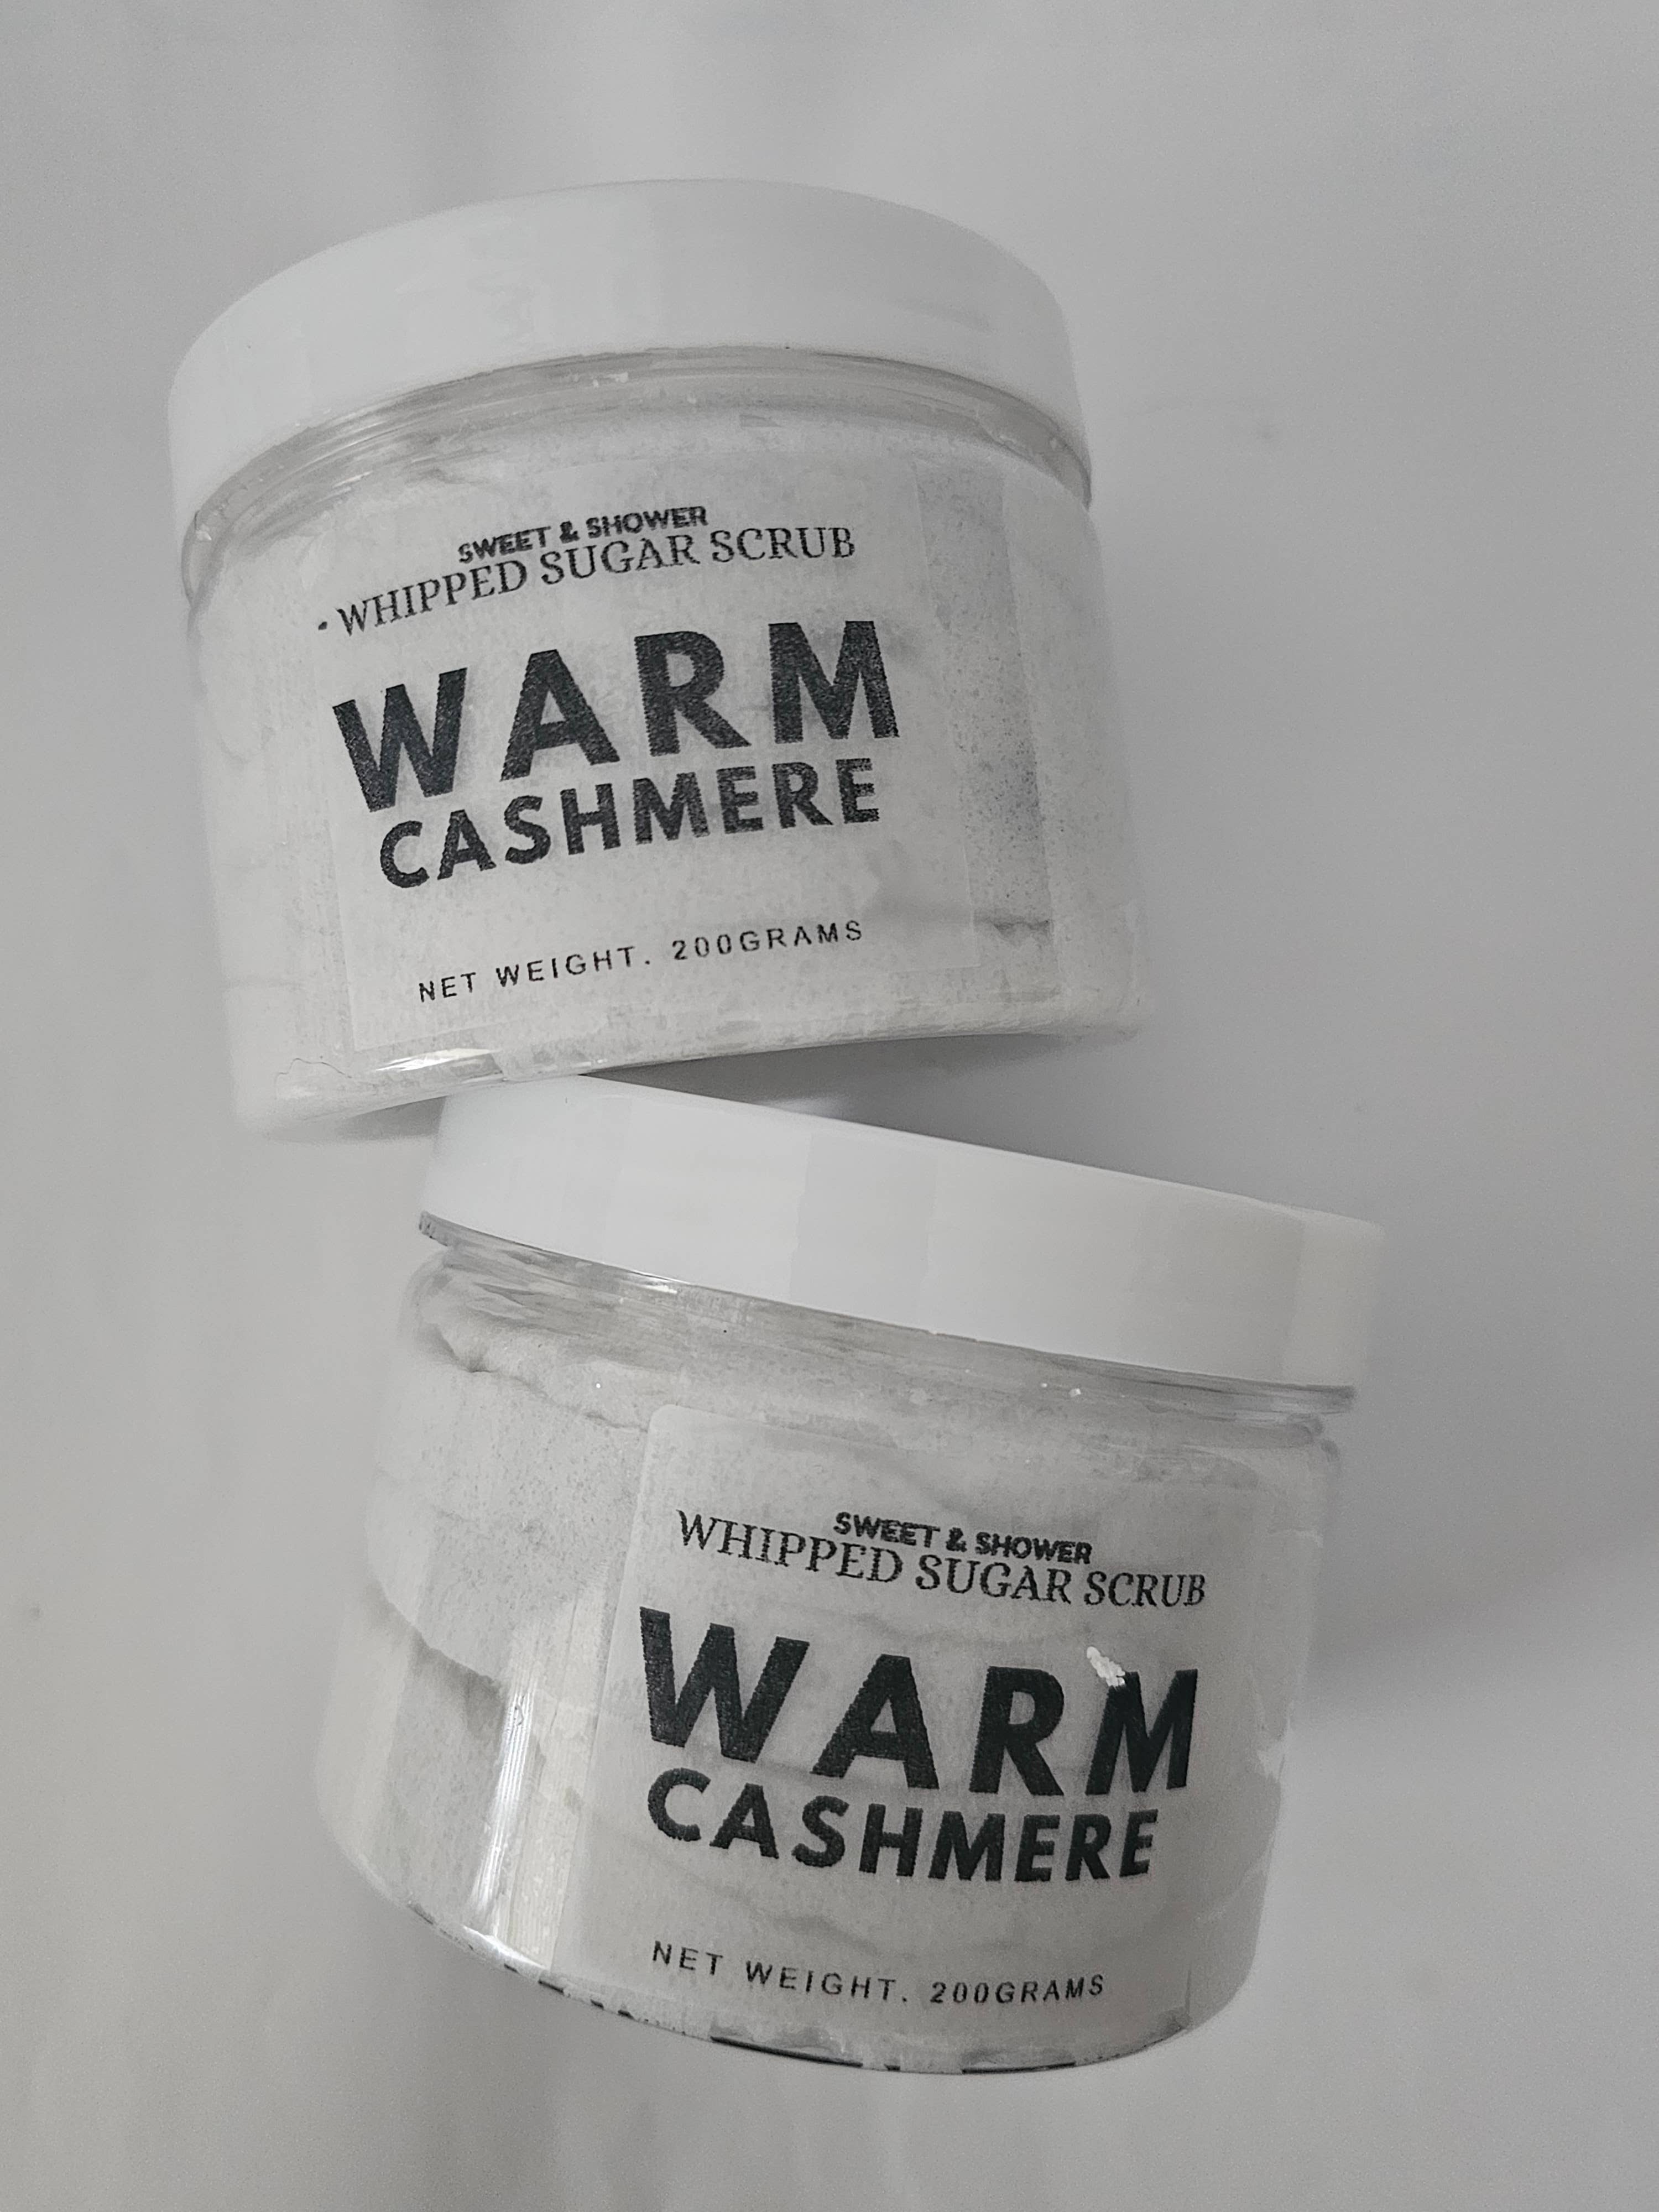 SWEET & SHOWER
WHIPPED SUGAR SCRUB
WARM
CASHMERE
NET WEIGHT. 200GRAMS
SWEET & SHOWER
WHIPPED SUGAR SCRUB
WARM
CASHMERE
NET WEIGHT. 200GRAMS